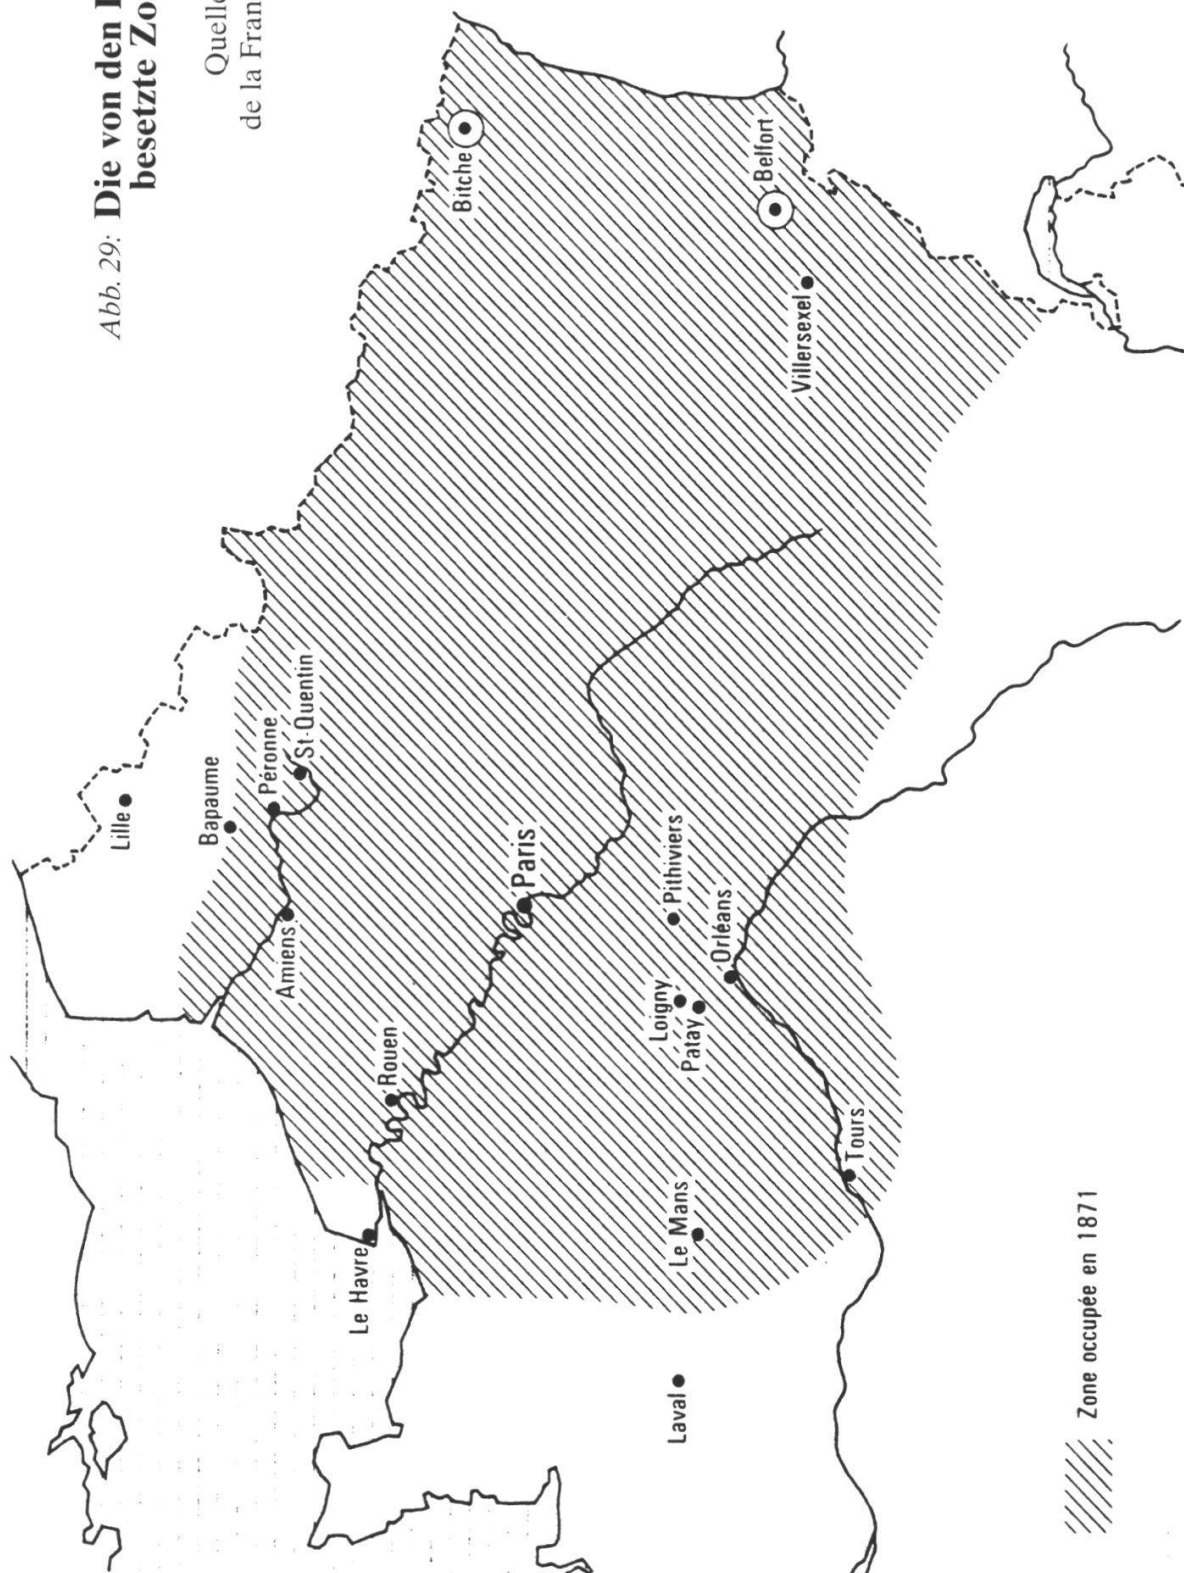 Abb. 29: Die von den
besetzte Zo
Quelle
de la Fran
Lille
Bapaume
Péronne
St-Quentin
Amiens
Bitche
Rouen
Le Havre
Paris
Belfort
Villersexel
Pithiviers
Loigny
Patay
Orléans
Le Mans
Laval
Tours
Zone occupée en 1871